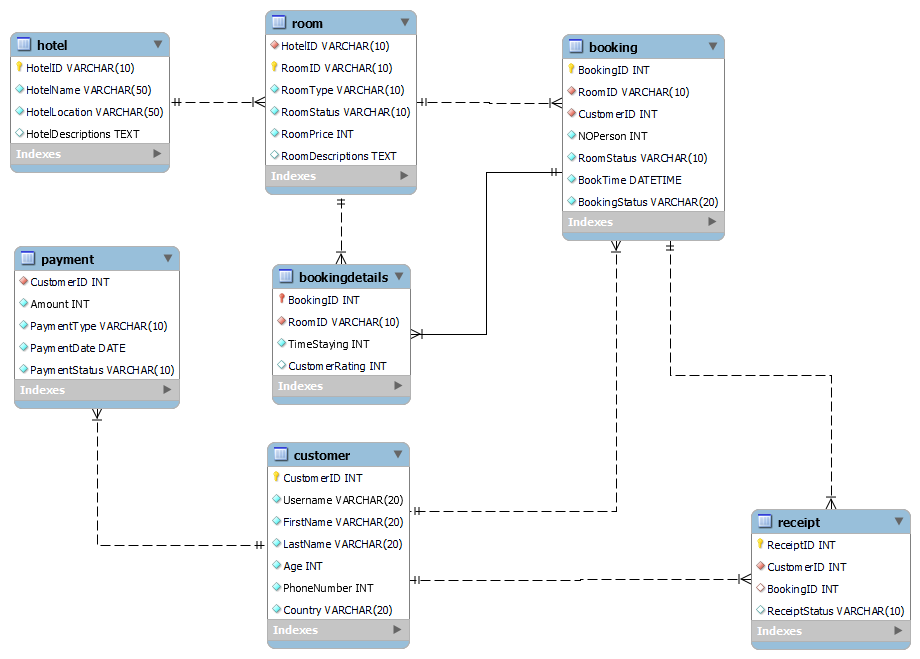 hotel
HotelID VARCHAR(10)
HotelName VARCHAR(50)
HotelLocation VARCHAR(50)
HotelDescriptions TEXT
Indexes
room
HotelID VARCHAR(10)
RoomID VARCHAR(10)
RoomType VARCHAR(10)
RoomStatus VARCHAR(10)
RoomPrice INT
RoomDescriptions TEXT
Indexes
booking
BookingID INT
RoomID VARCHAR(10)
CustomerID INT
NOPerson INT
RoomStatus VARCHAR(10)
BookTime DATETIME
BookingStatus VARCHAR(20)
Indexes
payment
CustomerID INT
Amount INT
PaymentType VARCHAR(10)
PaymentDate DATE
PaymentStatus VARCHAR(10)
Indexes
bookingdetails
BookingID INT
RoomID VARCHAR(10)
TimeStaying INT
CustomerRating INT
Indexes
customer
CustomerID INT
Username VARCHAR(20)
FirstName VARCHAR(20)
LastName VARCHAR(20)
Age INT
PhoneNumber INT
Country VARCHAR(20)
Indexes
receipt
ReceiptID INT
CustomerID INT
BookingID INT
ReceiptStatus VARCHAR(10)
Indexes